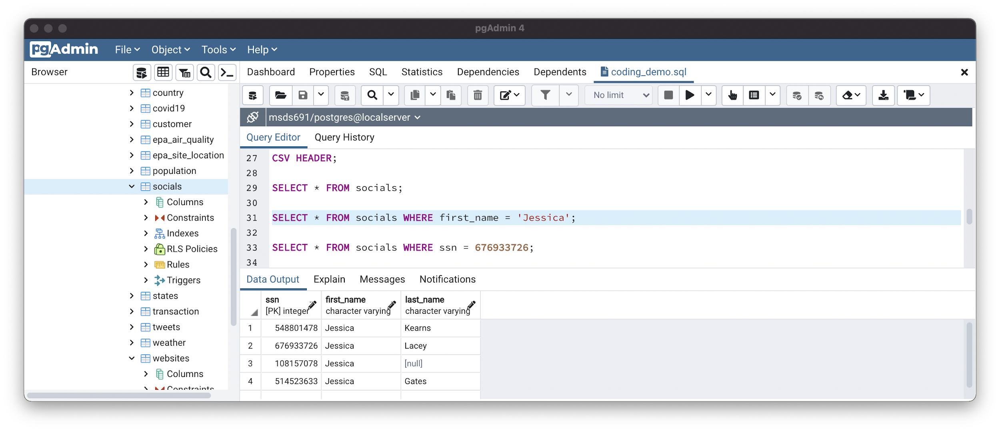 pgAdmin 4
pgAdmin File Object Tools Help
Browser
Dashboard Properties SQL Statistics Dependencies Dependents coding_demo.sql
No limit
msds691/postgres@localserver
Query Editor Query History
country
covid19
customer
epa_air_quality
epa_site_location
population
socials
Columns
Constraints
Indexes
RLS Policies
Rules
Triggers
states
transaction
tweets
weather
websites
Columns
Constraints
27 CSV HEADER;
28
29 SELECT * FROM socials;
30
31 SELECT * FROM socials WHERE first_name = 'Jessica';
32
33 SELECT * FROM socials WHERE ssn = 676933726;
34
Data Output Explain Messages Notifications
ssn first_name last_name
[PK] integer character varying character varying
1 548801478 Jessica Kearns
2 676933726 Jessica Lacey
3 108157078 Jessica [null]
4 514523633 Jessica Gates